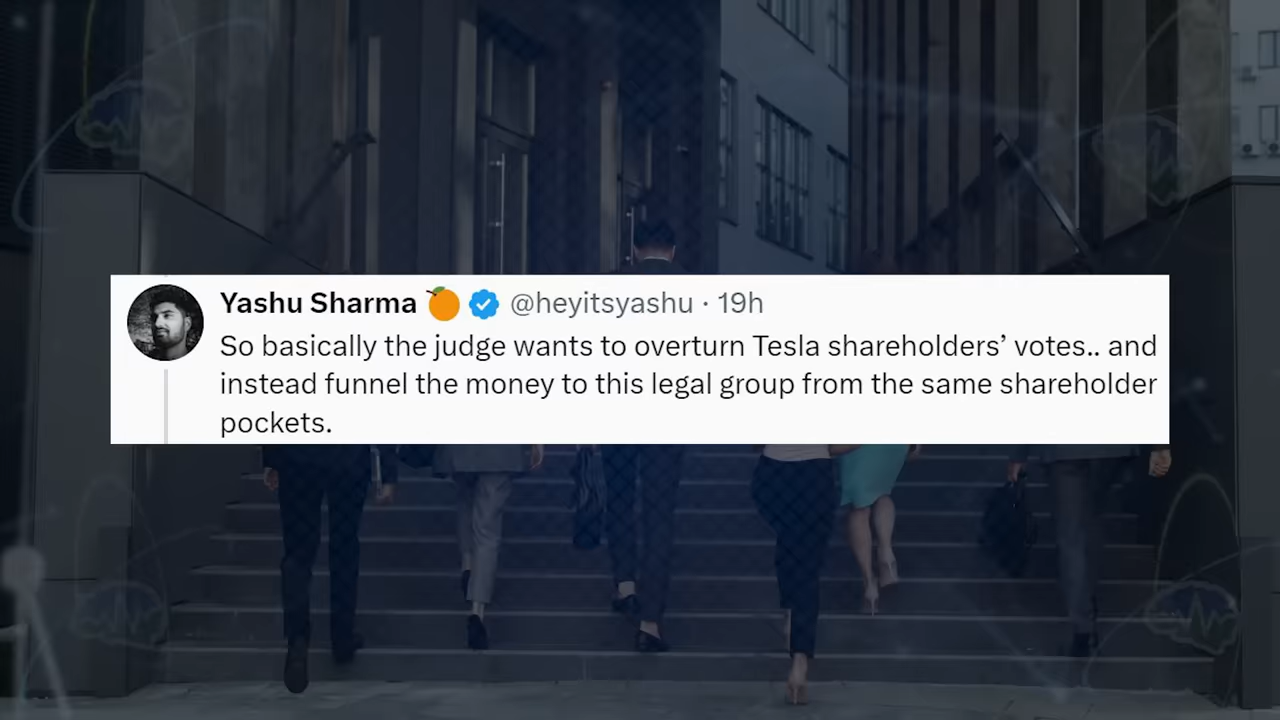 Yashu Sharma 🍊 @heyitsyashu · 19h
So basically the judge wants to overturn Tesla shareholders’ votes.. and
instead funnel the money to this legal group from the same shareholder
pockets.